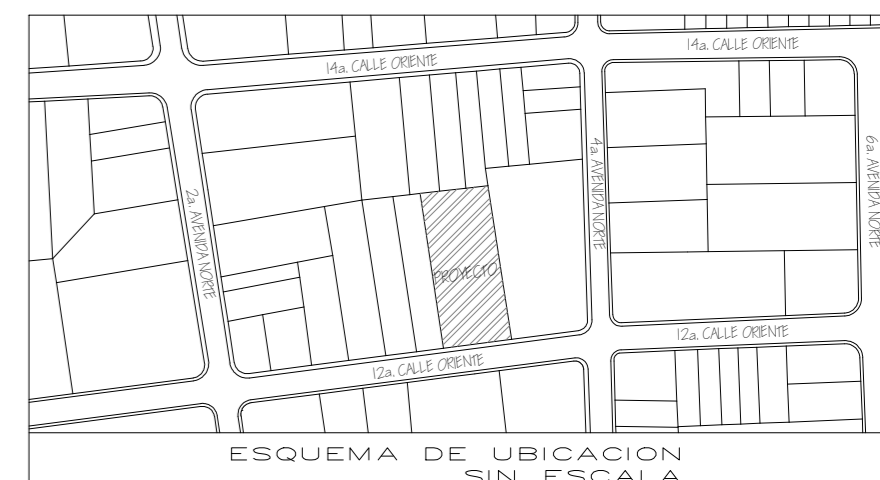 14a. CALLE ORIENTE
14a. CALLE ORIENTE
2a. AVENIDA NORTE
4a. AVENIDA NORTE
6a. AVENIDA NORTE
PROYECTO
12a. CALLE ORIENTE
12a. CALLE ORIENTE
ESQUEMA DE UBICACION
SIN ESCALA